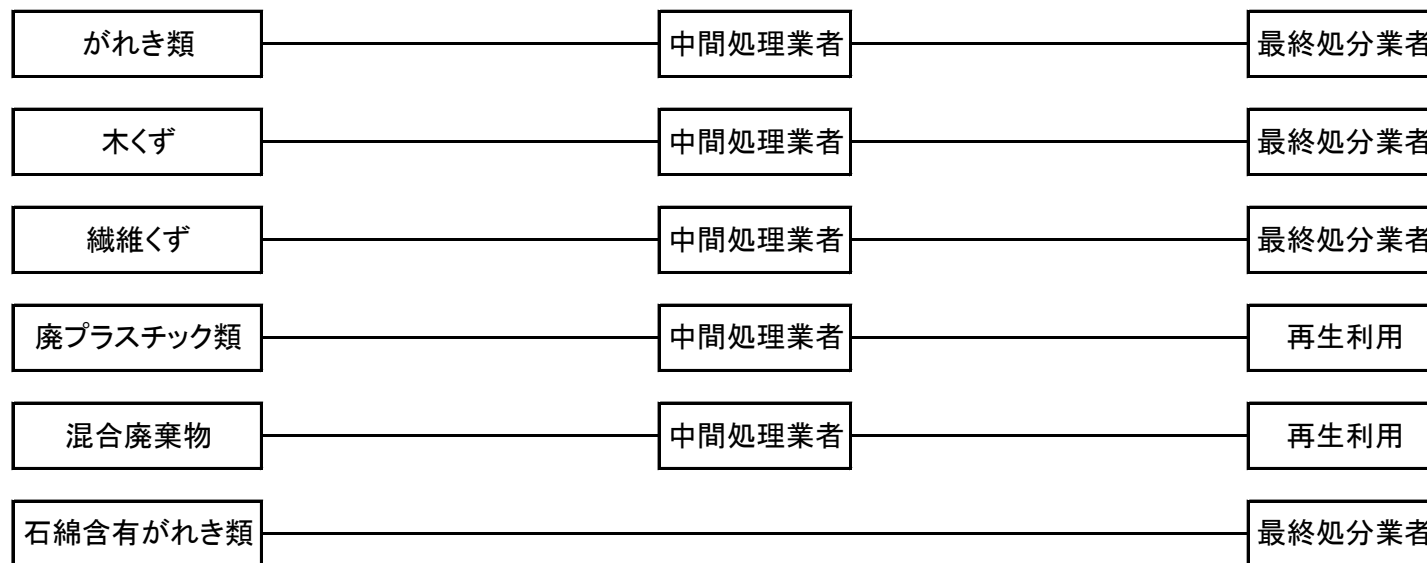 がれき類 中間処理業者 最終処分業者
木くず 中間処理業者 最終処分業者
繊維くず 中間処理業者 最終処分業者
廃プラスチック類 中間処理業者 再生利用
混合廃棄物 中間処理業者 再生利用
石綿含有がれき類 最終処分業者